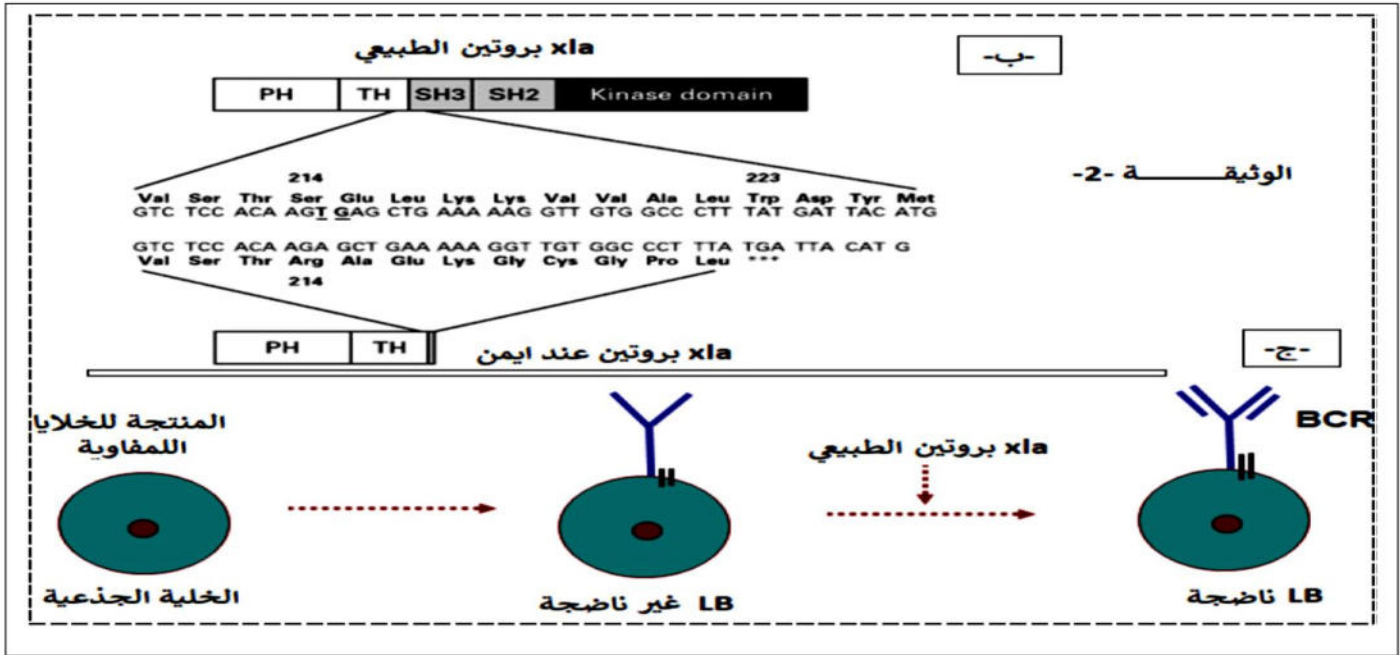 -ب-
xla بروتين الطبيعي
PH TH SH3 SH2 Kinase domain
الوثيقـــــــة -2-
214 223
Val Ser Thr Ser Glu Leu Lys Lys Val Val Ala Leu Trp Asp Tyr Met
GTC TCC ACA AGT GAG CTG AAA AAG GTT GTG GCC CTT TAT GAT TAC ATG
GTC TCC ACA AGA GCT GAA AAA GGT TGT GGC CCT TTA TGA TTA CATG G
Val Ser Thr Arg Ala Glu Lys Gly Cys Gly Pro Leu ***
214
PH TH
xla بروتين عند ايمن
-ج-
المنتجة للخلايا
اللمفاوية
xla بروتين الطبيعي
BCR
الخلية الجذعية
LB غير ناضجة
LB ناضجة